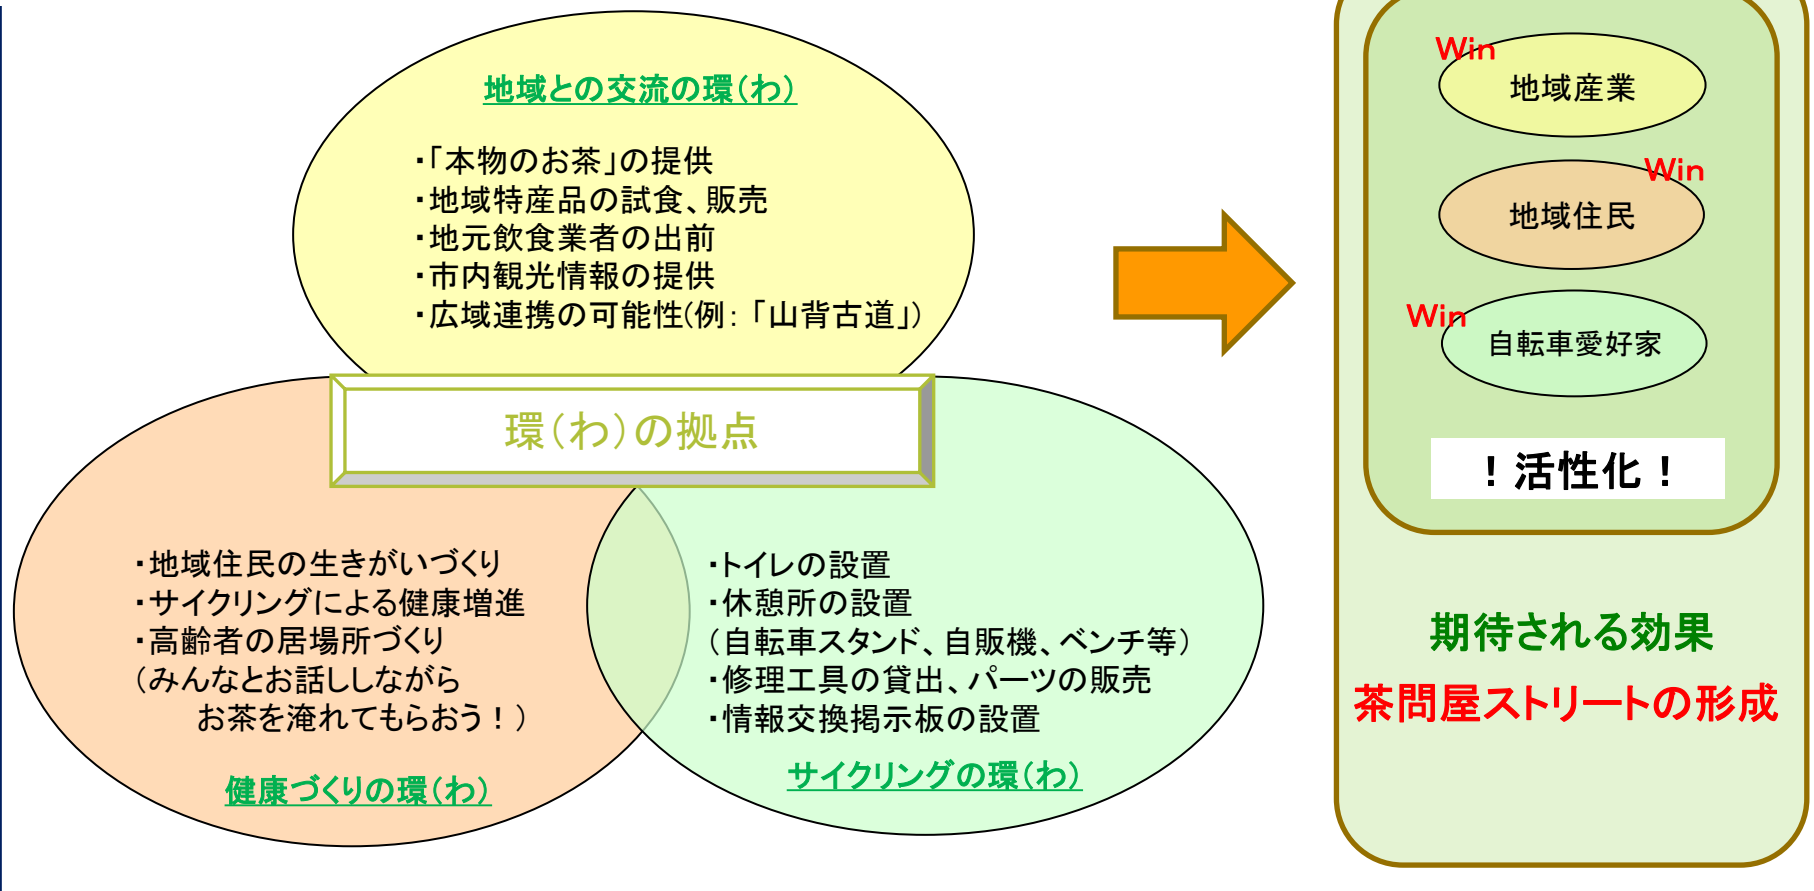 地域との交流の環（わ）
・「本物のお茶」の提供
・地域特産品の試食、販売
・地元飲食業者の出前
・市内観光情報の提供
・広域連携の可能性(例：「山背古道」)
環（わ）の拠点
・地域住民の生きがいづくり
・サイクリングによる健康増進
・高齢者の居場所づくり
（みんなとお話ししながら
お茶を淹れてもらおう！）
健康づくりの環（わ）
・トイレの設置
・休憩所の設置
（自転車スタンド、自販機、ベンチ等）
・修理工具の貸出、パーツの販売
・情報交換掲示板の設置
サイクリングの環（わ）
Win
地域産業
Win
地域住民
Win
自転車愛好家
！活性化！
期待される効果
茶問屋ストリートの形成